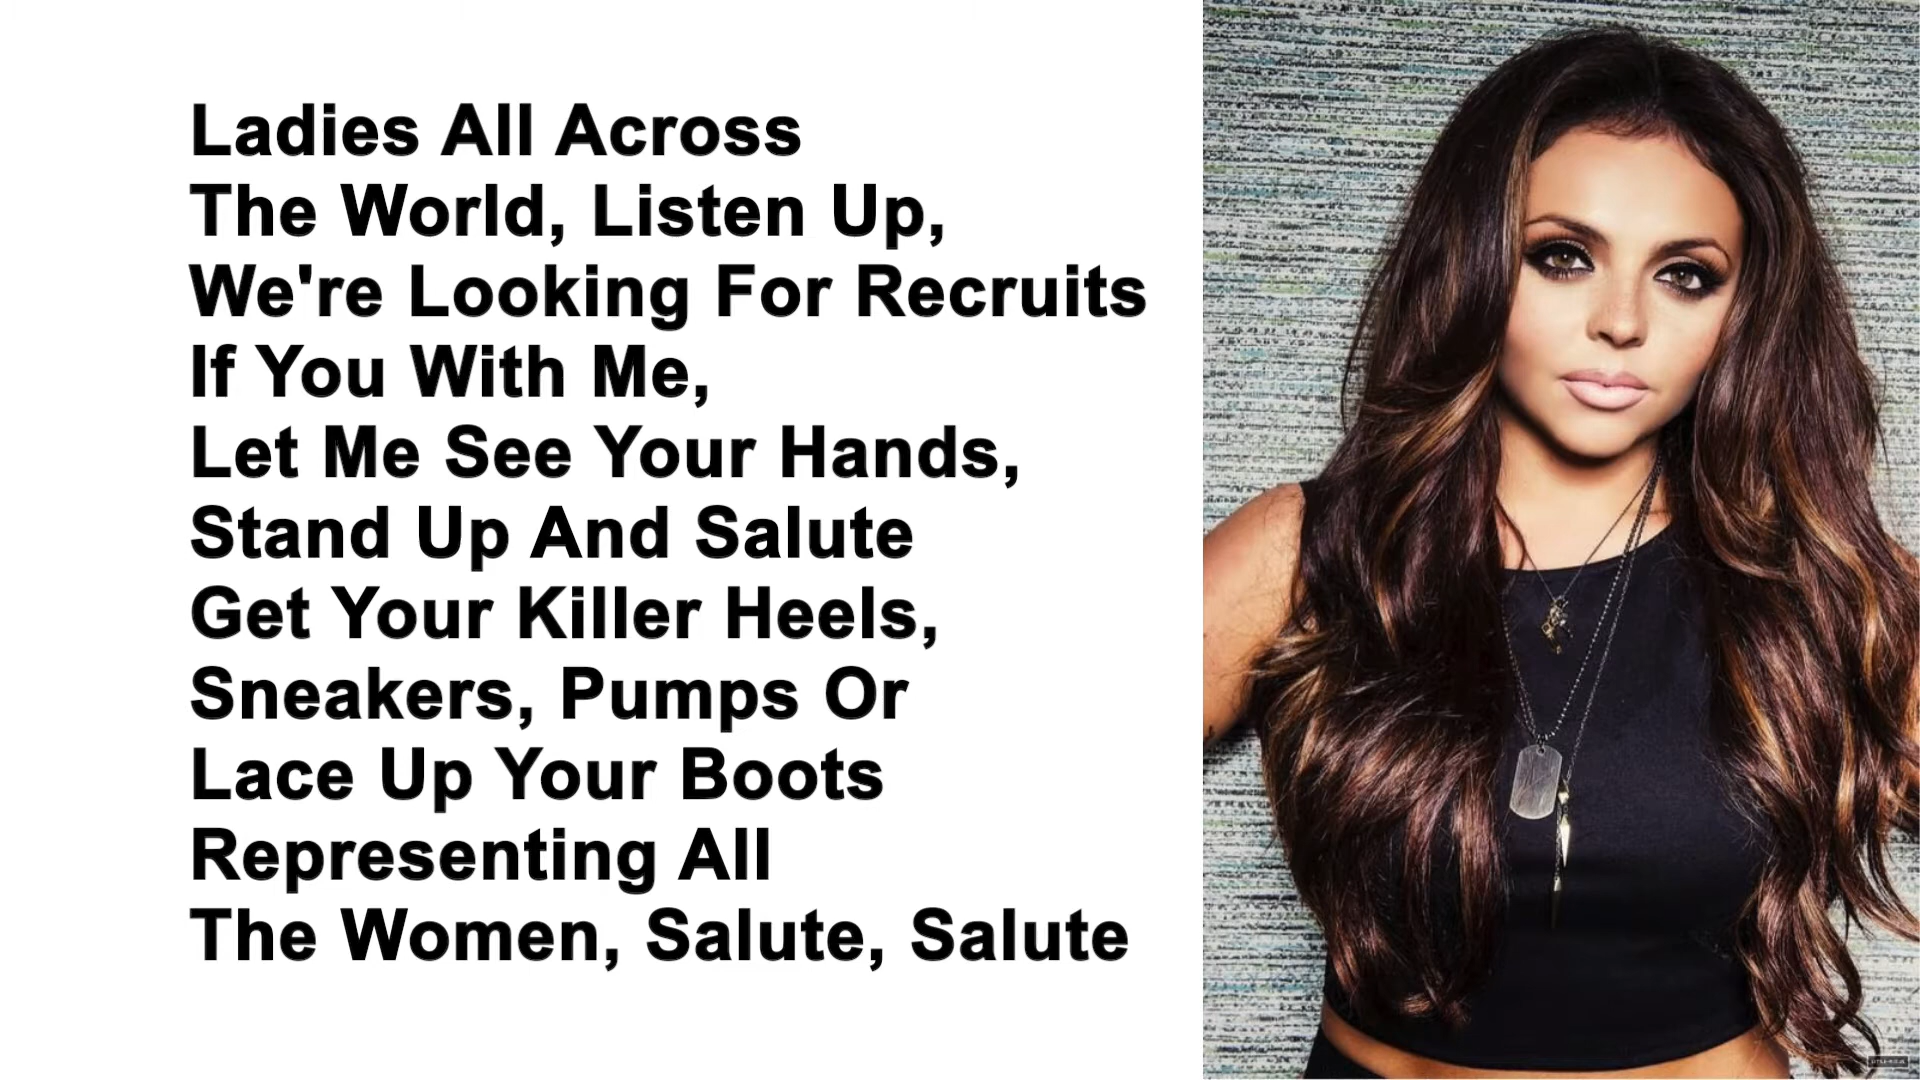 Ladies All Across
The World, Listen Up,
We're Looking For Recruits
If You With Me,
Let Me See Your Hands,
Stand Up And Salute
Get Your Killer Heels,
Sneakers, Pumps Or
Lace Up Your Boots
Representing All
The Women, Salute, Salute